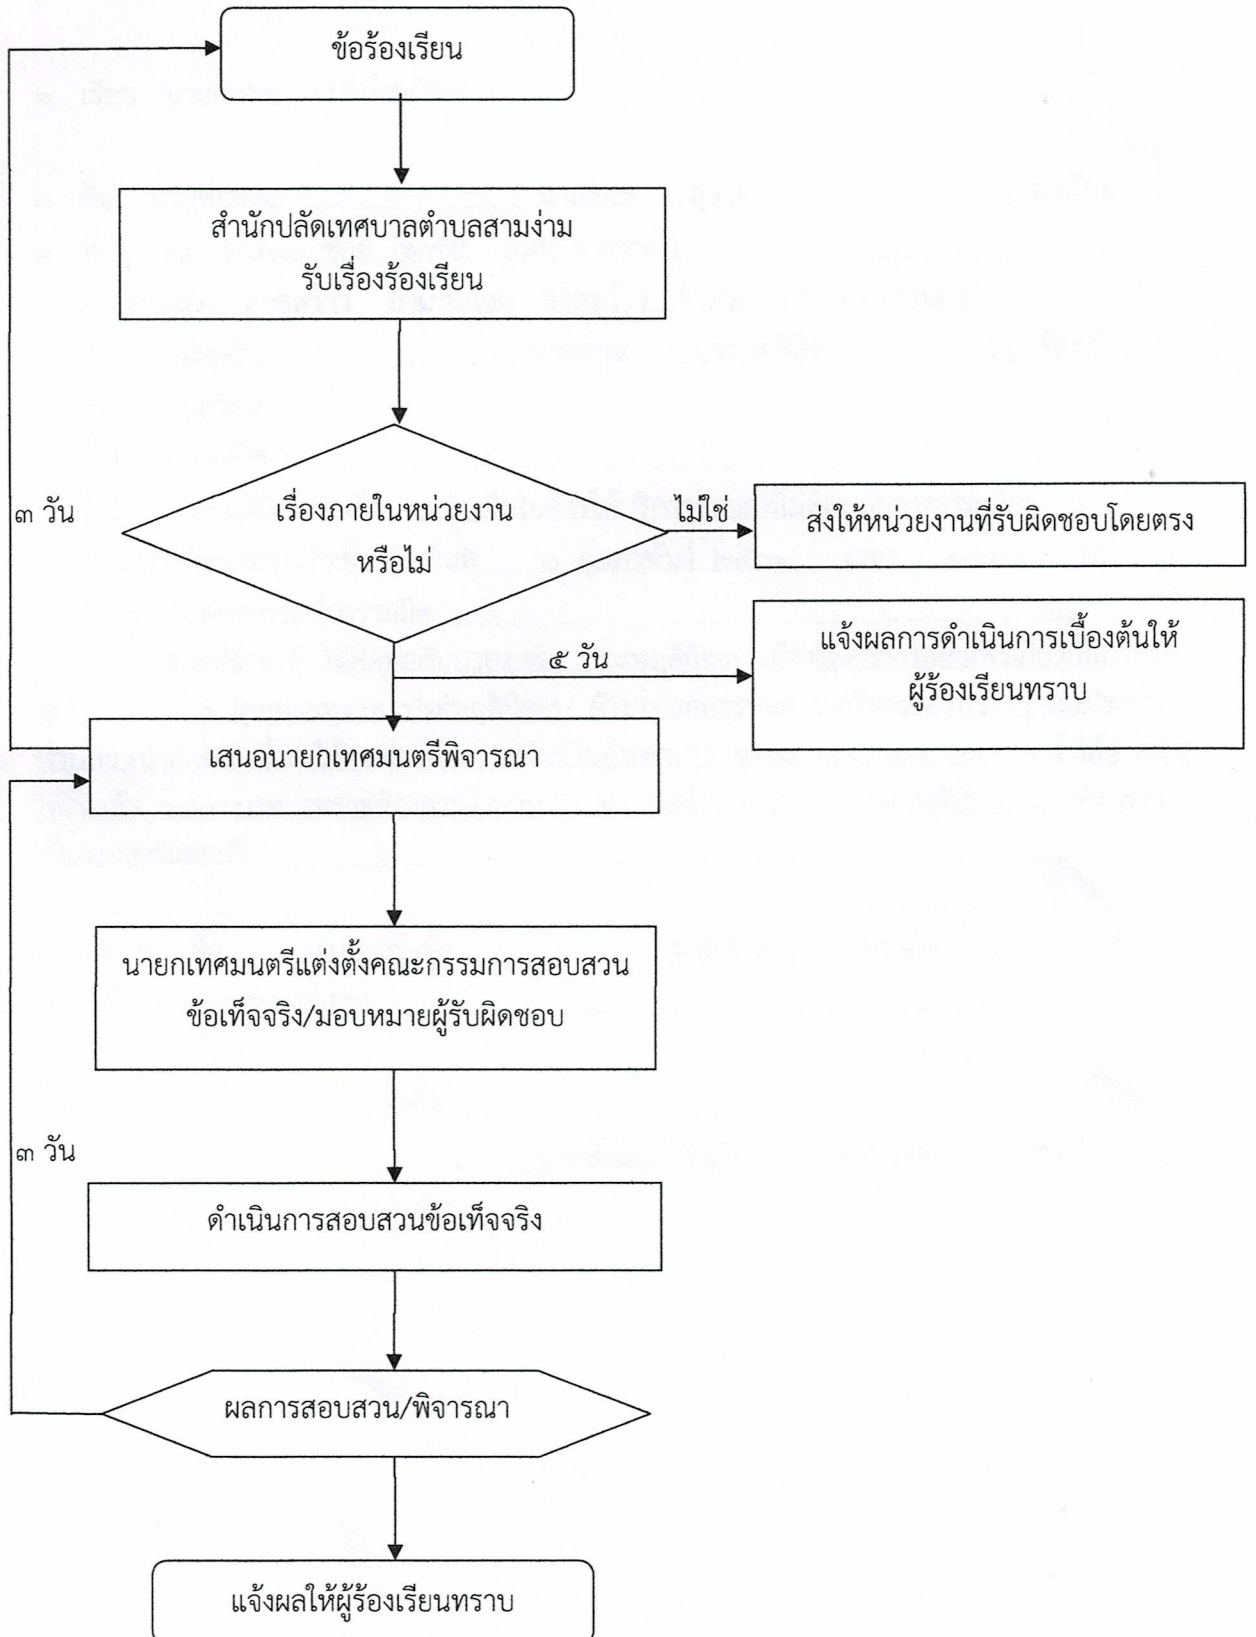 ข้อร้องเรียน
สำนักปลัดเทศบาลตำบลสามง่าม
รับเรื่องร้องเรียน
๓ วัน
เรื่องภายในหน่วยงาน
หรือไม่
ไม่ใช่
ส่งให้หน่วยงานที่รับผิดชอบโดยตรง
๕ วัน
แจ้งผลการดำเนินการเบื้องต้นให้
ผู้ร้องเรียนทราบ
เสนอนายกเทศมนตรีพิจารณา
นายกเทศมนตรีแต่งตั้งคณะกรรมการสอบสวน
ข้อเท็จจริง/มอบหมายผู้รับผิดชอบ
๓ วัน
ดำเนินการสอบสวนข้อเท็จจริง
ผลการสอบสวน/พิจารณา
แจ้งผลให้ผู้ร้องเรียนทราบ